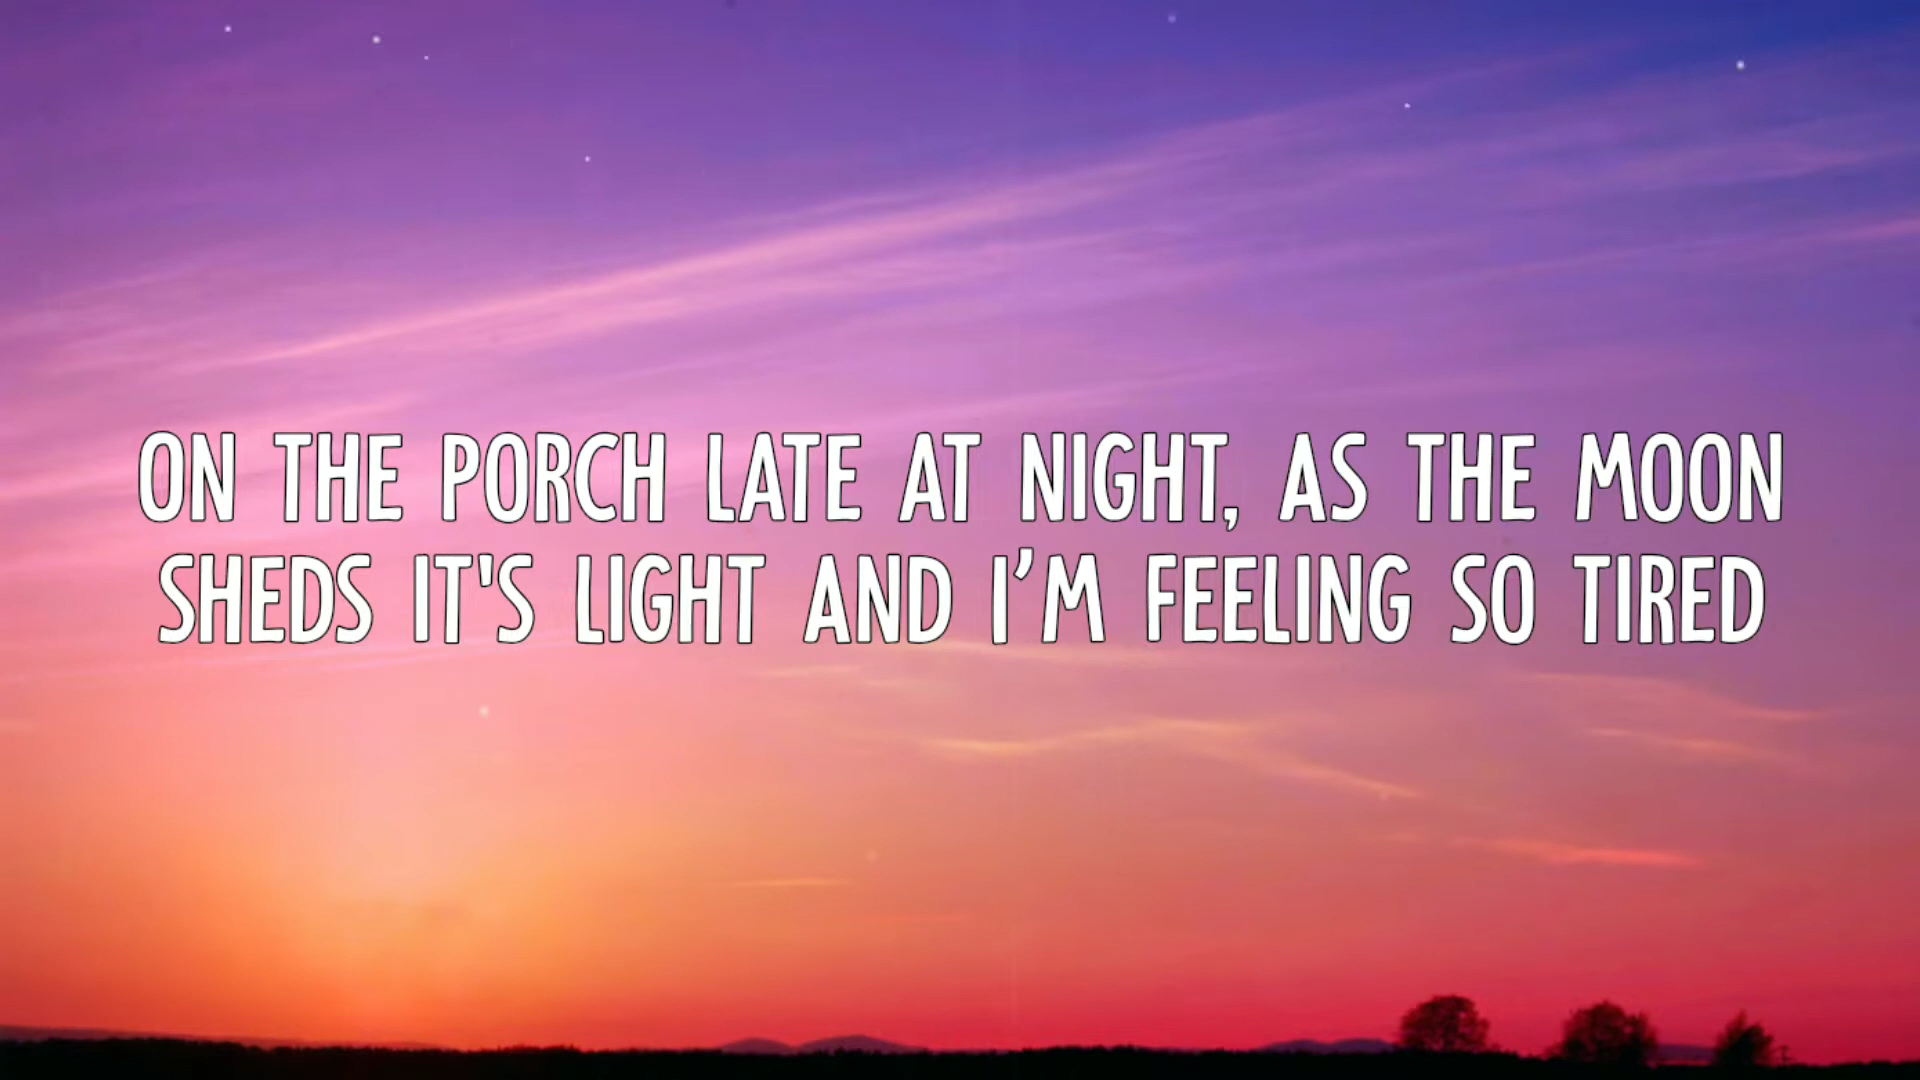 ON THE PORCH LATE AT NIGHT, AS THE MOON
SHEDS IT'S LIGHT AND I’M FEELING SO TIRED